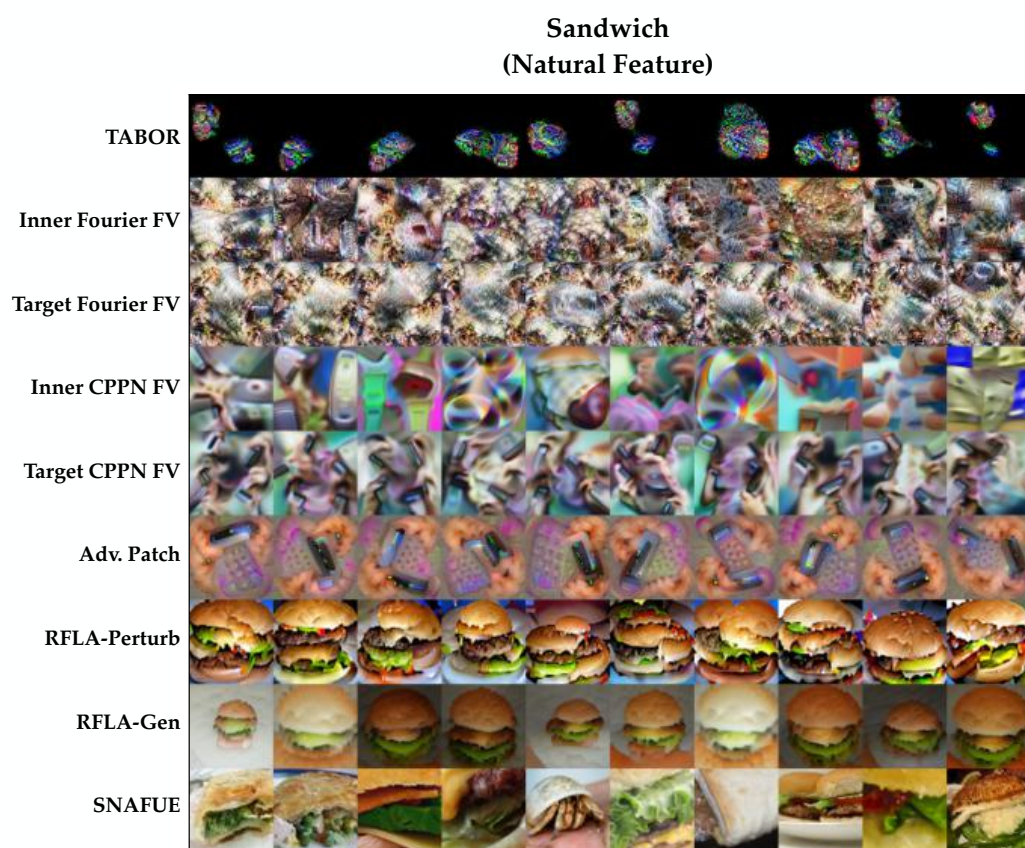 Sandwich
(Natural Feature)
TABOR
Inner Fourier FV
Target Fourier FV
Inner CPPN FV
Target CPPN FV
Adv. Patch
RFLA-Perturb
RFLA-Gen
SNAFUE